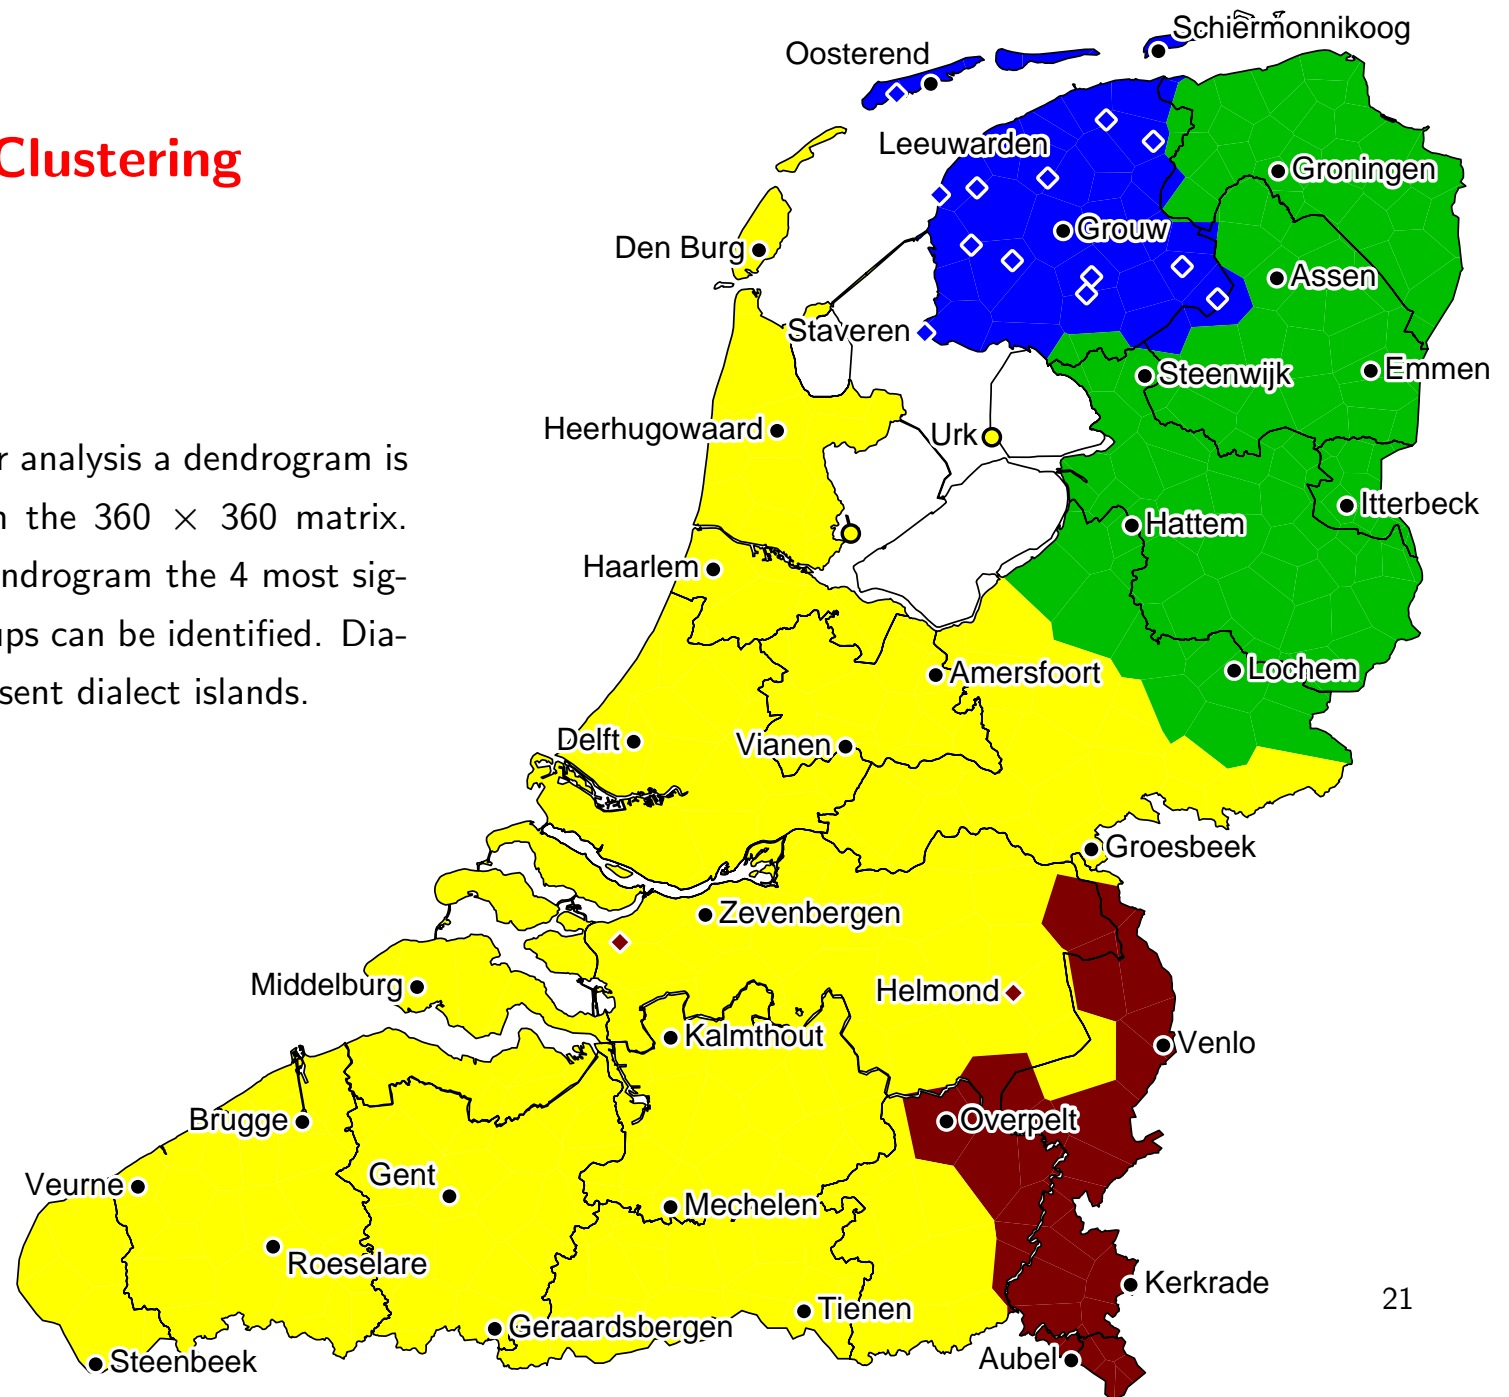 Clustering
r analysis a dendrogram is
n the 360 × 360 matrix.
ndrogram the 4 most sig-
ups can be identified. Dia-
sent dialect islands.
Schiermonnikoog
Oosterend
Leeuwarden
Groningen
Grouw
Den Burg
Assen
Staveren
Steenwijk
Emmen
Heerhugowaard
Urk
Itterbeck
Hattem
Haarlem
Lochem
Amersfoort
Delft
Vianen
Groesbeek
Zevenbergen
Middelburg
Helmond
Kalmthout
Venlo
Brugge
Overpelt
Gent
Veurne
Mechelen
Roeselare
Kerkrade
Tienen
Geraardsbergen
Steenbeek
Aubel
21